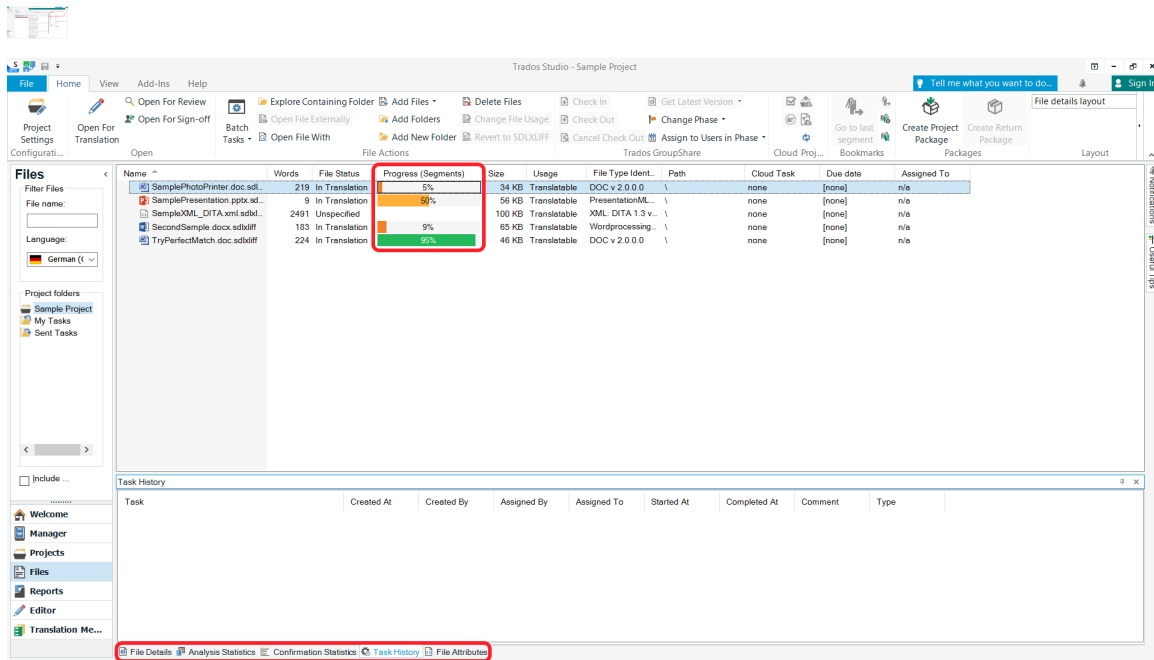 Trados Studio - Sample Project
File Home View Add-Ins Help Tell me what you want to do... Sign In
Project Settings
Open For Translation
Configurati...
Open For Review
Open For Sign-off
Open
Batch Tasks
Explore Containing Folder
Open File Externally
Open File With
Add Files
Add Folders
Add New Folder
Delete Files
Change File Usage
Revert to SDLXLIFF
File Actions
Check In
Check Out
Cancel Check Out
Get Latest Version
Change Phase
Assign to Users in Phase
Trados GroupShare
Cloud Proj...
Go to last segment
Bookmarks
Create Project Package
Create Return Package
Packages
File details layout
Layout
Files
Filter Files
File name:
Language:
German (
Project folders
Sample Project
My Tasks
Sent Tasks
Include ...
Welcome
Manager
Projects
Files
Reports
Editor
Translation Me...
Name Words File Status Progress (Segments) Size Usage File Type Ident... Path Cloud Task Due date Assigned To
SamplePhotoPrinter.doc.sdl... 219 In Translation 5% 34 KB Translatable DOC v 2.0.0.0 \ none [none] n/a
SamplePresentation.pptx.sd... 9 In Translation 50% 56 KB Translatable PresentationML... \ none [none] n/a
SampleXML_DITA.xml.sdlxl... 2491 Unspecified 100 KB Translatable XML: DITA 1.3 v... \ none [none] n/a
SecondSample.docx.sdlxliff 183 In Translation 9% 65 KB Translatable Wordprocessing... \ none [none] n/a
TryPerfectMatch.doc.sdlxliff 224 In Translation 95% 46 KB Translatable DOC v 2.0.0.0 \ none [none] n/a
Notifications
Useful Tips
Task History
Task Created At Created By Assigned By Assigned To Started At Completed At Comment Type
File Details Analysis Statistics Confirmation Statistics Task History File Attributes